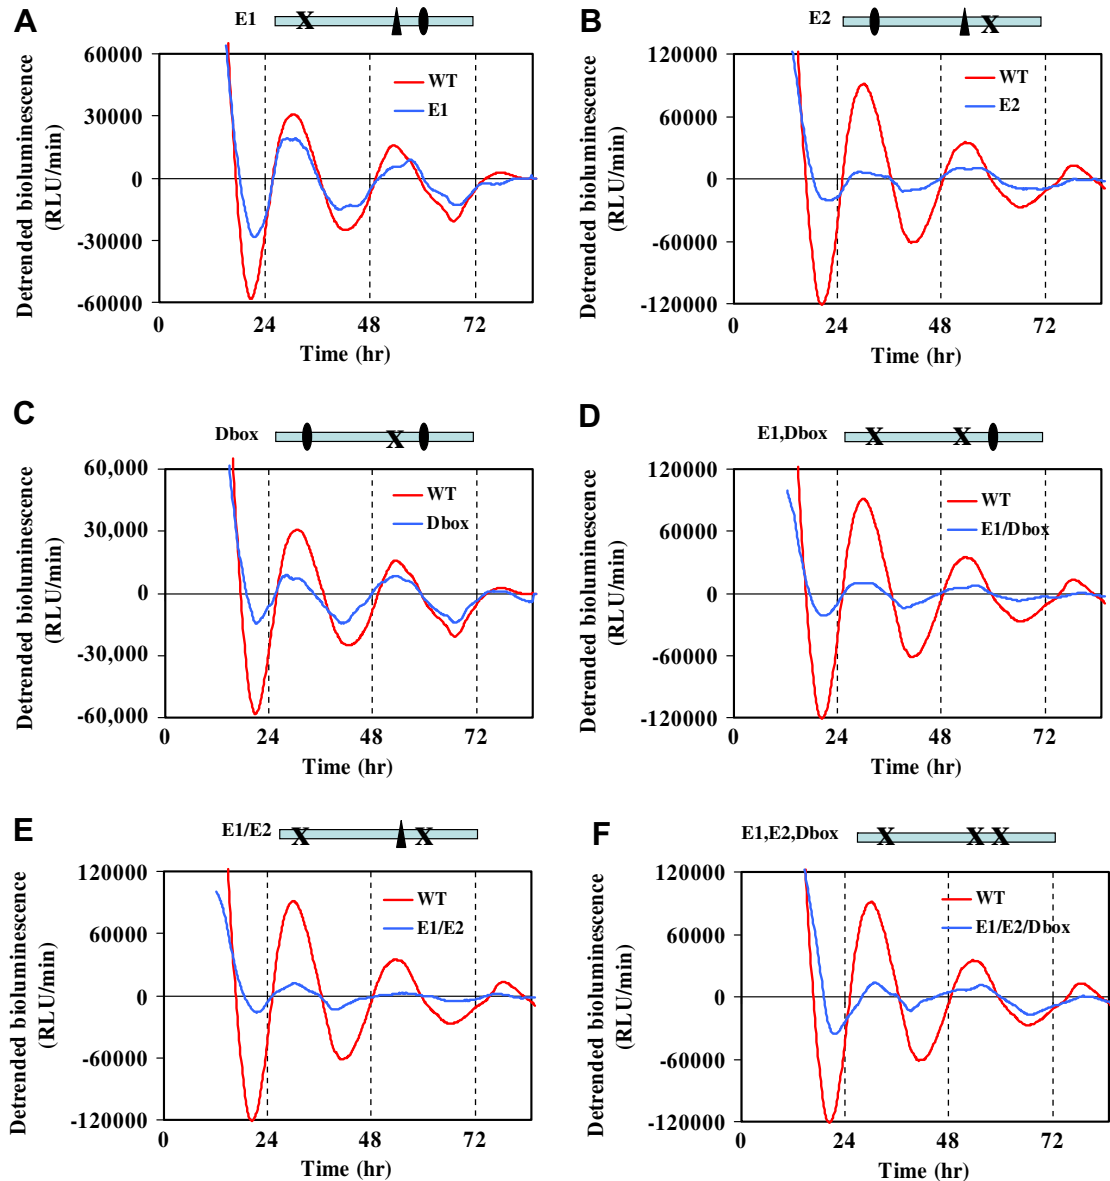 A
E1
X
60000
30000
0
-30000
-60000
WT
E1
0
24
48
72
Time (hr)
Detrended bioluminescence
(RLU/min)
B
E2
X
120000
60000
0
-60000
-120000
WT
E2
0
24
48
72
Time (hr)
Detrended bioluminescence
(RLU/min)
C
Dbox
X
60,000
30,000
0
-30,000
-60,000
WT
Dbox
0
24
48
72
Time (hr)
Detrended bioluminescence
(RLU/min)
D
E1,Dbox
X
X
120000
60000
0
-60000
-120000
WT
E1/Dbox
0
24
48
72
Time (hr)
Detrended bioluminescence
(RLU/min)
E
E1/E2
X
X
120000
60000
0
-60000
-120000
WT
E1/E2
0
24
48
72
Time (hr)
Detrended bioluminescence
(RLU/min)
F
E1,E2,Dbox
X
X
X
120000
60000
0
-60000
-120000
WT
E1/E2/Dbox
0
24
48
72
Time (hr)
Detrended bioluminescence
(RLU/min)